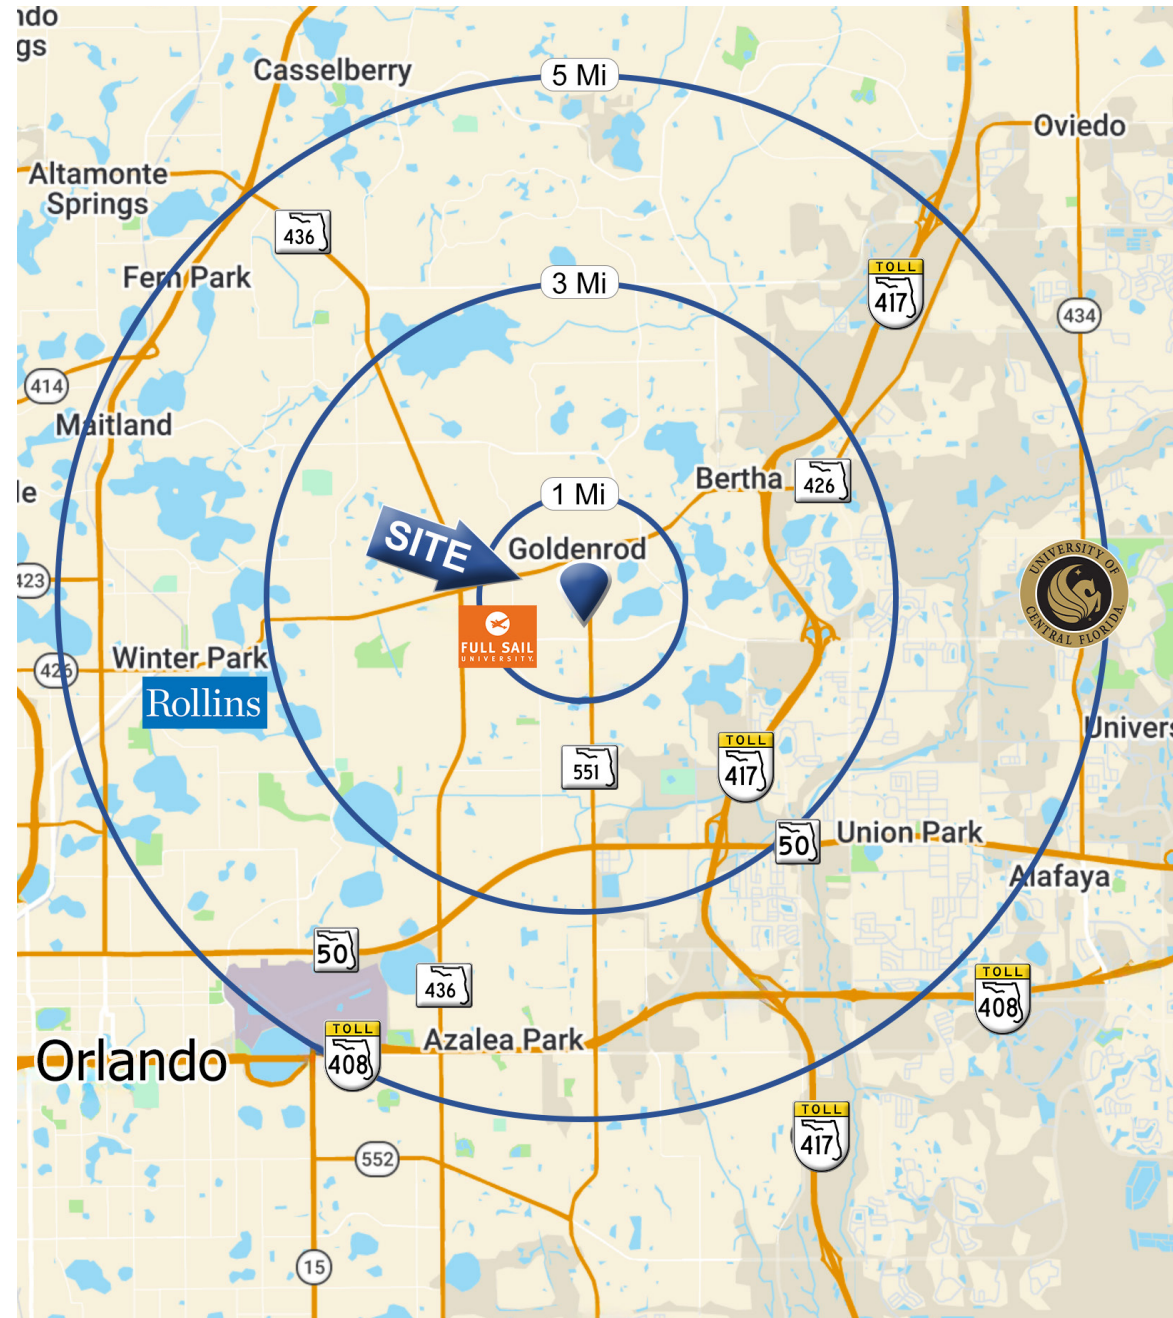 ndo
gs
Casselberry
5 Mi
Oviedo
Altamonte
Springs
436
Fern Park
TOLL
417
3 Mi
434
414
Maitland
Bertha
426
le
1 Mi
SITE
Goldenrod
423
UNIVERSITY OF
CENTRAL FLORIDA
FULL SAIL
UNIVERSITY.
426
Winter Park
Rollins
Univers
551
TOLL
417
50
Union Park
Alafaya
50
436
TOLL
408
Azalea Park
Orlando
TOLL
408
TOLL
417
552
15